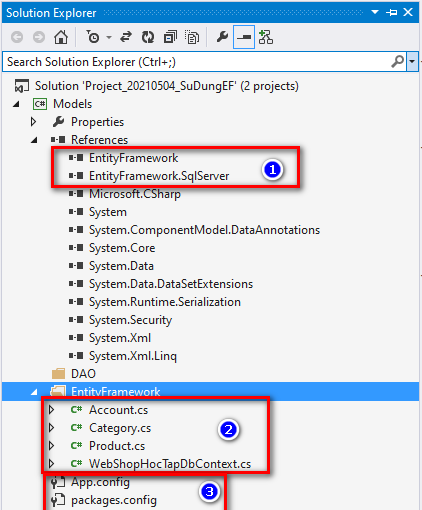 Solution Explorer
Search Solution Explorer (Ctrl+;)
Solution 'Project_20210504_SuDungEF' (2 projects)
C# Models
Properties
References
EntityFramework
EntityFramework.SqlServer
1
Microsoft.CSharp
System
System.ComponentModel.DataAnnotations
System.Core
System.Data
System.Data.DataSetExtensions
System.Runtime.Serialization
System.Security
System.Xml
System.Xml.Linq
DAO
EntityFramework
C# Account.cs
C# Category.cs
2
C# Product.cs
C# WebShopHocTapDbContext.cs
App.config
3
packages.config